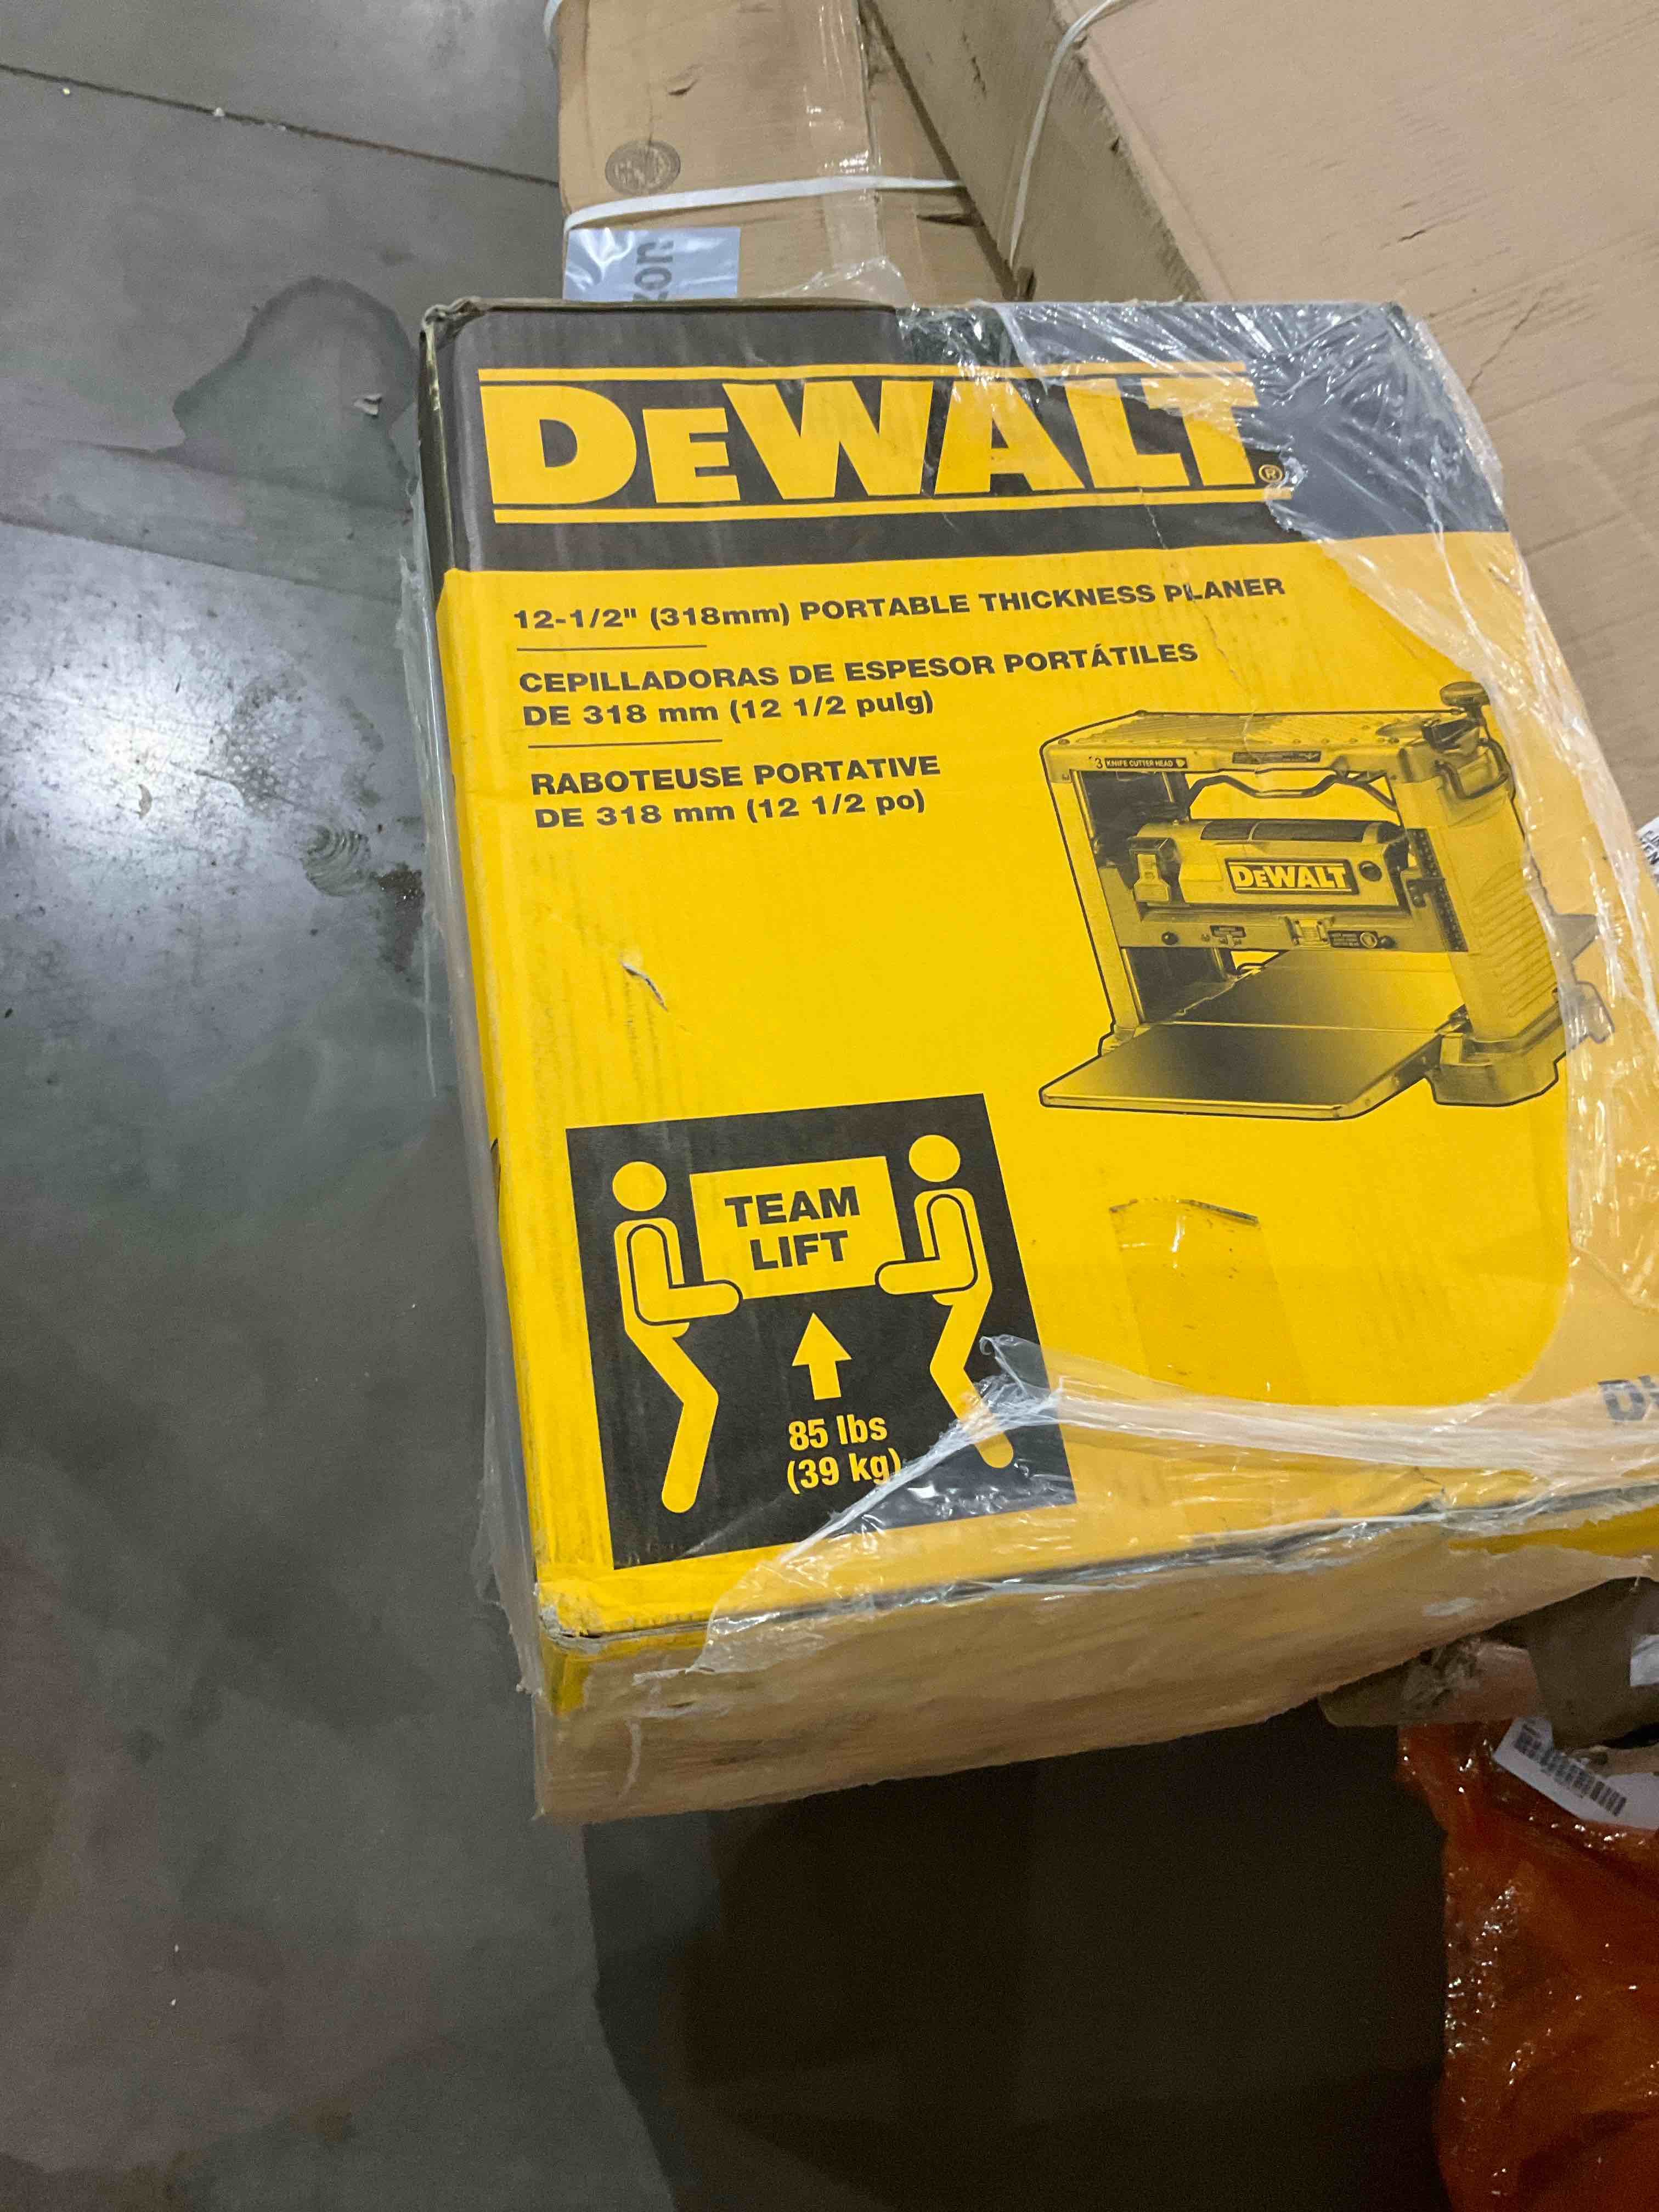 DEWALT®
12-1/2" (318mm) PORTABLE THICKNESS PLANER
CEPILLADORAS DE ESPESOR PORTÁTILES
DE 318 mm (12 1/2 pulg)
RABOTEUSE PORTATIVE
DE 318 mm (12 1/2 po)
3 KNIFE CUTTER HEAD
DEWALT
TEAM
LIFT
85 lbs
(39 kg)